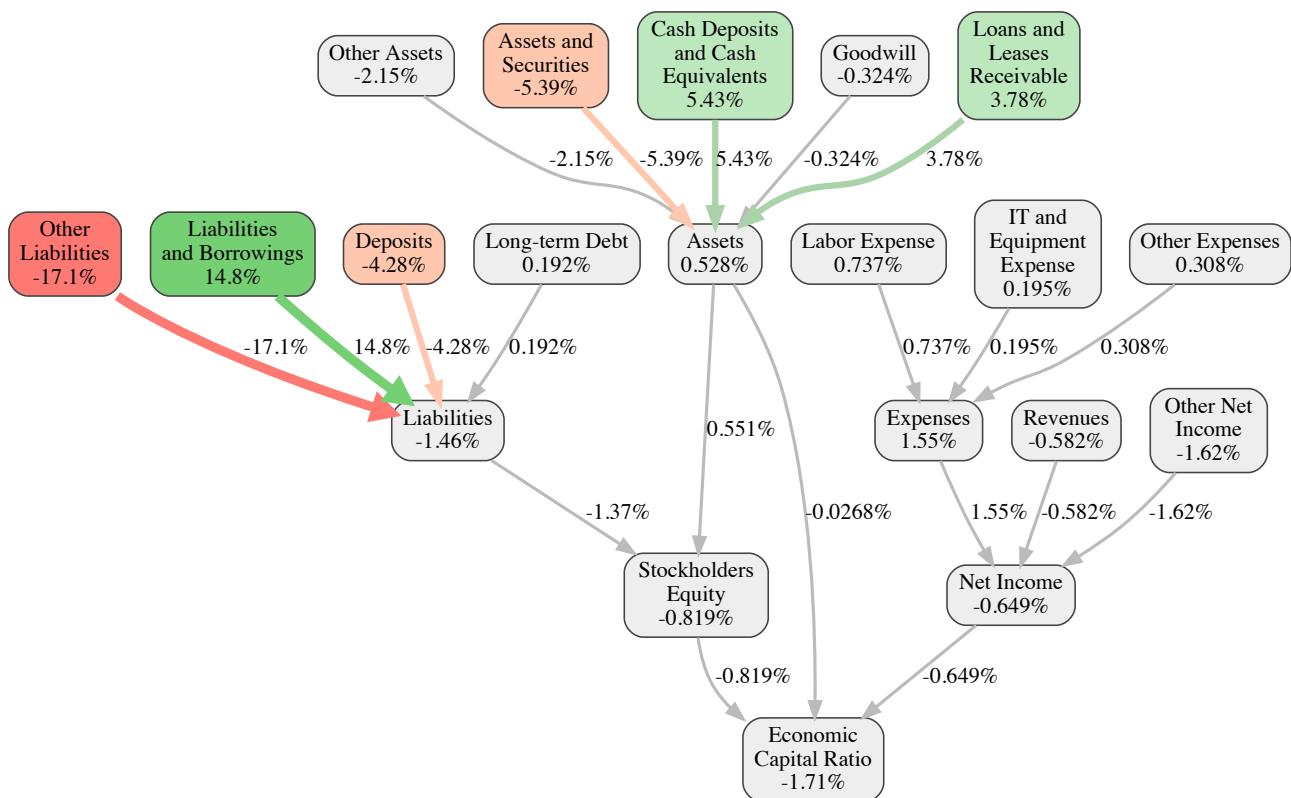 Other Assets
-2.15%
Assets and
Securities
-5.39%
Cash Deposits
and Cash
Equivalents
5.43%
Goodwill
-0.324%
Loans and
Leases
Receivable
3.78%
-2.15%
-5.39%
5.43%
-0.324%
3.78%
Other
Liabilities
-17.1%
Liabilities
and Borrowings
14.8%
Deposits
-4.28%
Long-term Debt
0.192%
Assets
0.528%
Labor Expense
0.737%
IT and
Equipment
Expense
0.195%
Other Expenses
0.308%
-17.1%
14.8%
-4.28%
0.192%
0.737%
0.195%
0.308%
Liabilities
-1.46%
0.551%
Expenses
1.55%
Revenues
-0.582%
Other Net
Income
-1.62%
-1.37%
-0.0268%
1.55%
-0.582%
-1.62%
Stockholders
Equity
-0.819%
Net Income
-0.649%
-0.819%
-0.649%
Economic
Capital Ratio
-1.71%